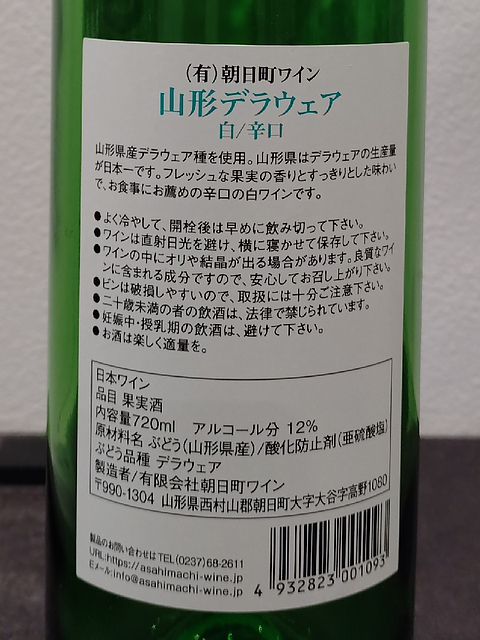 (有)朝日町ワイン
山形デラウェア
白/辛口
山形県産デラウェア種を使用。山形県はデラウェアの生産量
が日本一です。フレッシュな果実の香りとすっきりとした味わい
で、お食事にお薦めの辛口の白ワインです。
●よく冷やして、開栓後は早めに飲み切って下さい。
●ワインは直射日光を避け、横に寝かせて保存して下さい。
●ワインの中にオリや結晶が出る場合があります。良質なワイ
ンに含まれる成分ですので、安心してお召し上がり下さい。
●ビンは破損しやすいので、取扱には十分ご注意下さい。
●二十歳未満の者の飲酒は、法律で禁じられています。
●妊娠中・授乳期の飲酒は、避けて下さい。
●お酒は楽しく適量を。
日本ワイン
品目 果実酒
内容量720ml アルコール分 12%
原材料名 ぶどう(山形県産)/酸化防止剤(亜硫酸塩)
ぶどう品種 デラウェア
製造者/有限会社朝日町ワイン
〒990-1304 山形県西村山郡朝日町大字大谷字高野1080
製品のお問い合わせは TEL(0237)68-2611
URL:https://asahimachi-wine.jp
Eメール:info@asahimachi-wine.jp
4 932823 001093